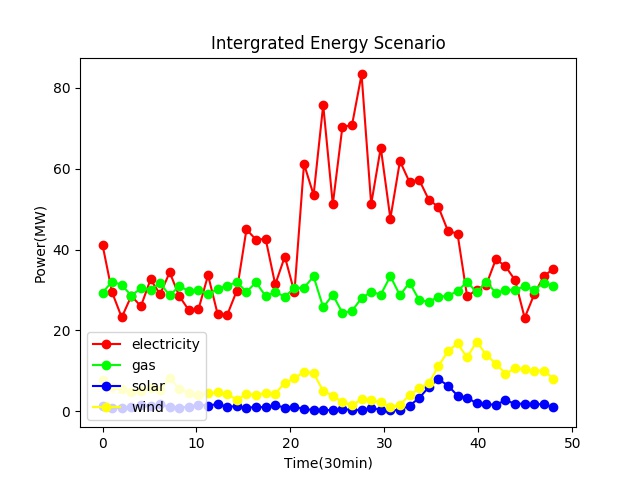 Intergrated Energy Scenario
Power(MW)
80
60
40
20
0
electricity
gas
solar
wind
0 10 20 30 40 50
Time(30min)